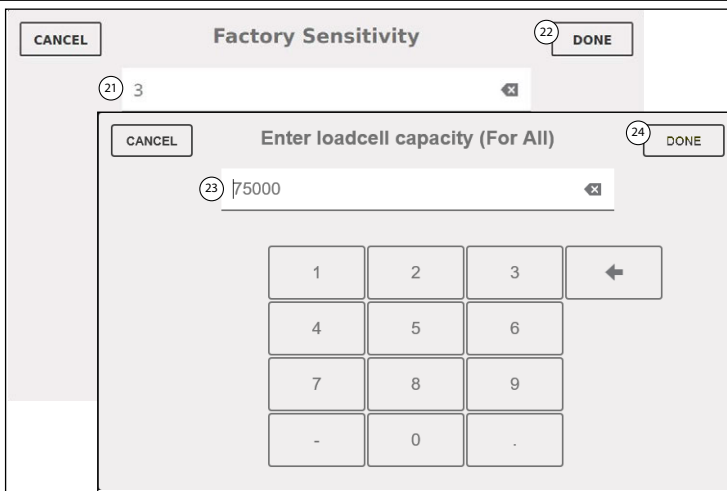 CANCEL Factory Sensitivity 22 DONE
21 3
CANCEL Enter loadcell capacity (For All) 24 DONE
23 75000
1 2 3
4 5 6
7 8 9
- 0 .